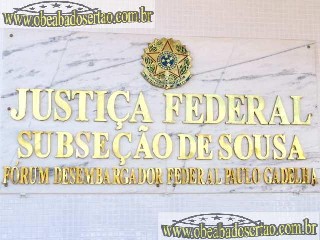 www.obeabadosertao.com.br
JUSTIÇA FEDERAL
SUBSEÇÃO DE SOUSA
FÓRUM DESEMBARGADOR FEDERAL PAULO GADELHA
www.obeabadosertao.com.br